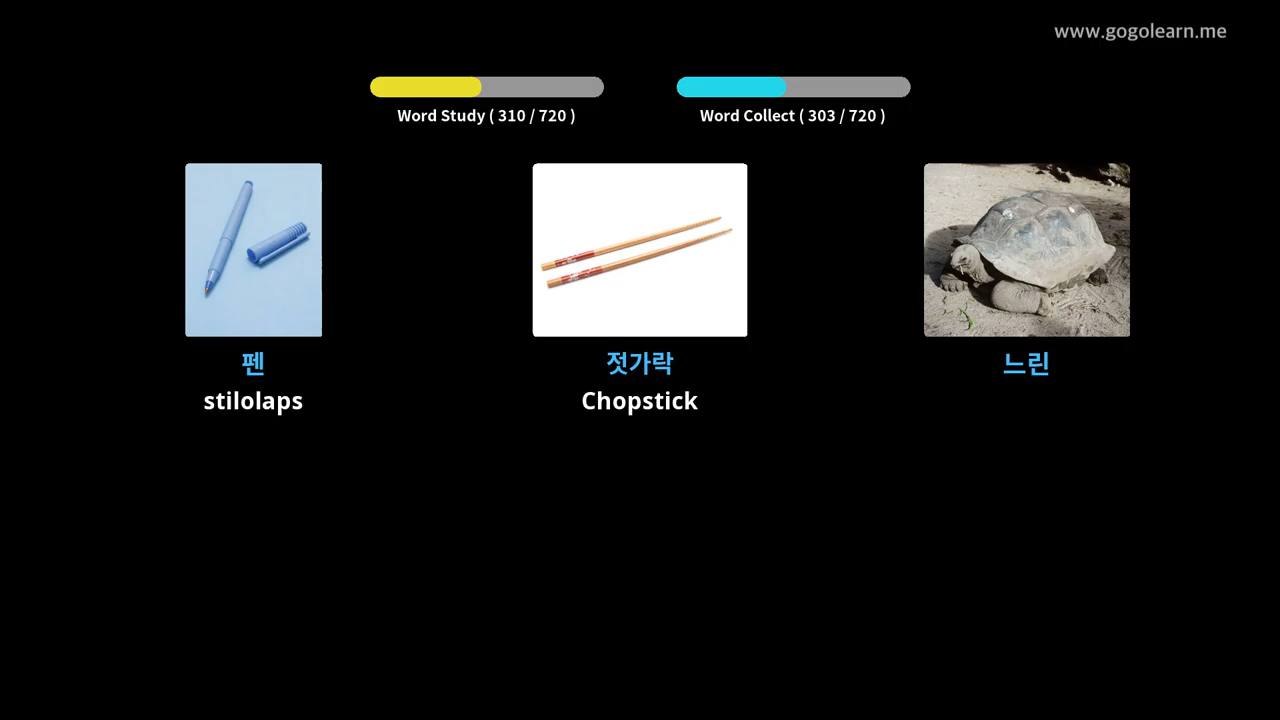 www.gogolearn.me
Word Study ( 310 / 720 )
Word Collect ( 303 / 720 )
펜
stilolaps
젓가락
Chopstick
느린